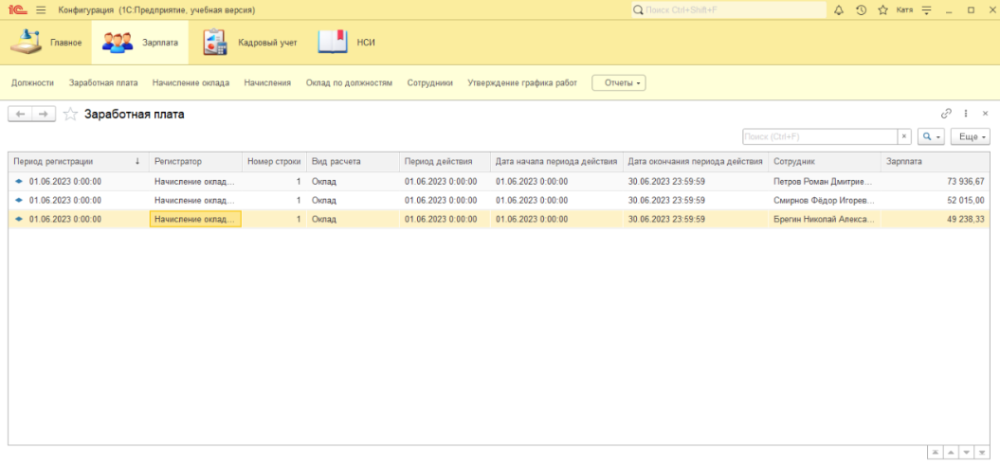 1С Конфигурация (1С:Предприятие, учебная версия) Поиск Ctrl+Shift+F Катя
Главное Зарплата Кадровый учет НСИ
Должности Заработная плата Начисление оклада Начисления Оклад по должностям Сотрудники Утверждение графика работ Отчеты
Заработная плата
Поиск (Ctrl+F) × Еще
Период регистрации ↓ Регистратор Номер строки Вид расчета Период действия Дата начала периода действия Дата окончания периода действия Сотрудник Зарплата
01.06.2023 0:00:00 Начисление оклад... 1 Оклад 01.06.2023 0:00:00 01.06.2023 0:00:00 30.06.2023 23:59:59 Петров Роман Дмитрие... 73 936,67
01.06.2023 0:00:00 Начисление оклад... 1 Оклад 01.06.2023 0:00:00 01.06.2023 0:00:00 30.06.2023 23:59:59 Смирнов Фёдор Игорев... 52 015,00
01.06.2023 0:00:00 Начисление оклад... 1 Оклад 01.06.2023 0:00:00 01.06.2023 0:00:00 30.06.2023 23:59:59 Брегин Николай Алекса... 49 238,33